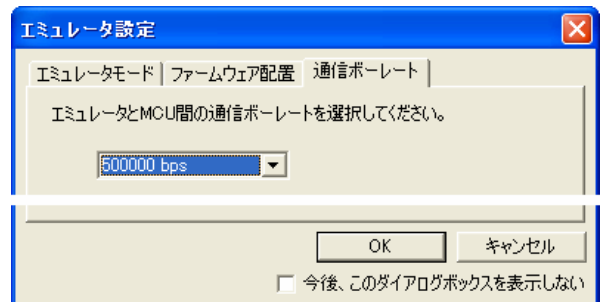 エミュレータ設定
エミュレータモード ファームウェア配置 通信ボーレート
エミュレータとMCU間の通信ボーレートを選択してください。
500000 bps
OK キャンセル
今後、このダイアログボックスを表示しない